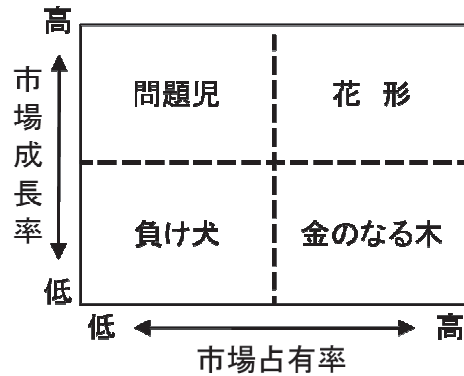 高
市場成長率
問題児
花 形
負け犬
金のなる木
低
低
高
市場占有率